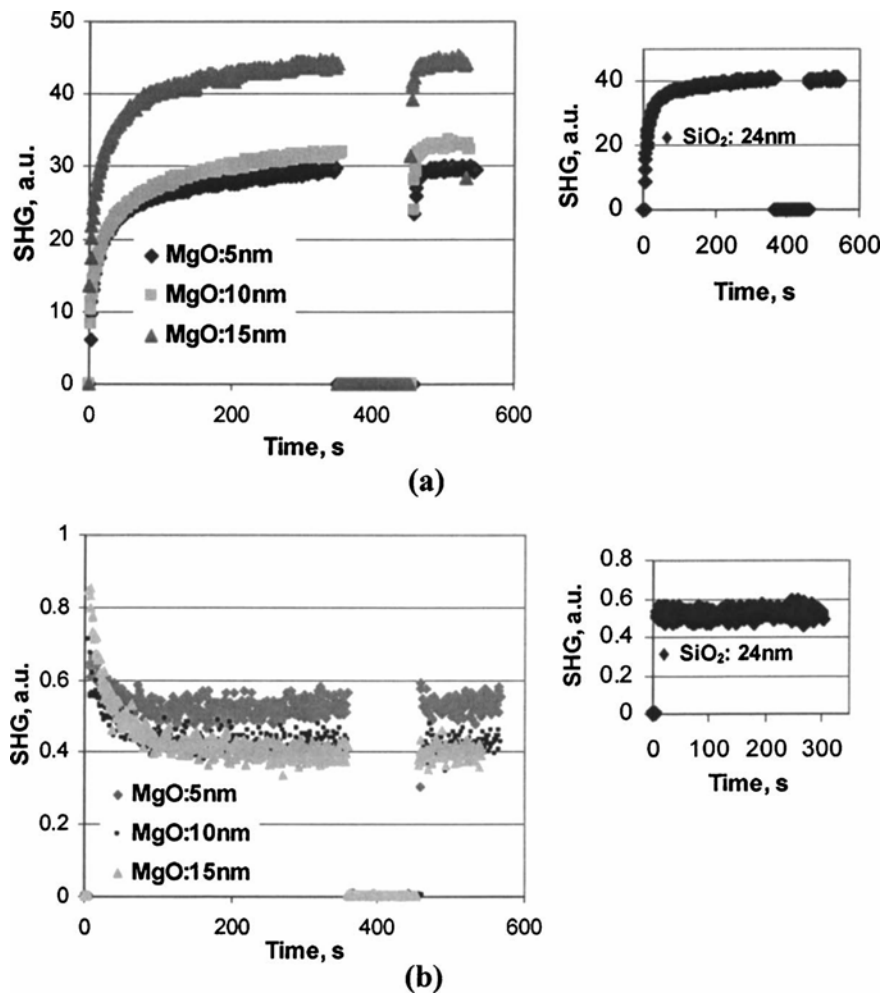 50
40
30
20
10
0
SHG, a.u.
MgO:5nm
MgO:10nm
MgO:15nm
0 200 400 600
Time, s
60
40
20
0
SHG, a.u.
SiO₂: 24nm
0 200 400 600
Time, s
(a)
1
0.8
0.6
0.4
0.2
0
SHG, a.u.
MgO:5nm
MgO:10nm
MgO:15nm
0 200 400 600
Time, s
0.8
0.6
0.4
0.2
0
SHG, a.u.
SiO₂: 24nm
0 100 200 300
Time, s
(b)